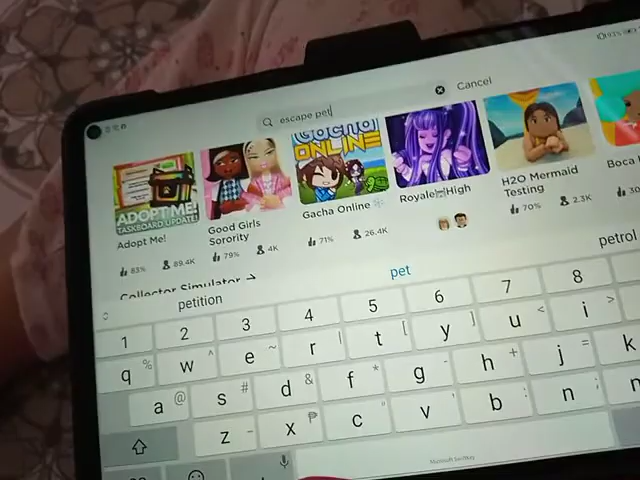 93%
escape pet
Cancel
Gacha
ONLINE
ADOPT ME!
TASKBOARD UPDATE!
Adopt Me!
83% 89.4K
Good Girls
Sorority
79% 4K
Gacha Online
71% 26.4K
Royale High
H2O Mermaid
Testing
70% 2.3K
Boca
Collector Simulator →
petition pet petrol
1 2 3 4 5 6 7 8
q % w ^ e ~ r | t [ y ] u < i >
a @ s # d & f * g - h + j = k
z - x ₱ c " v ' b : n ; n
Microsoft SwiftKey